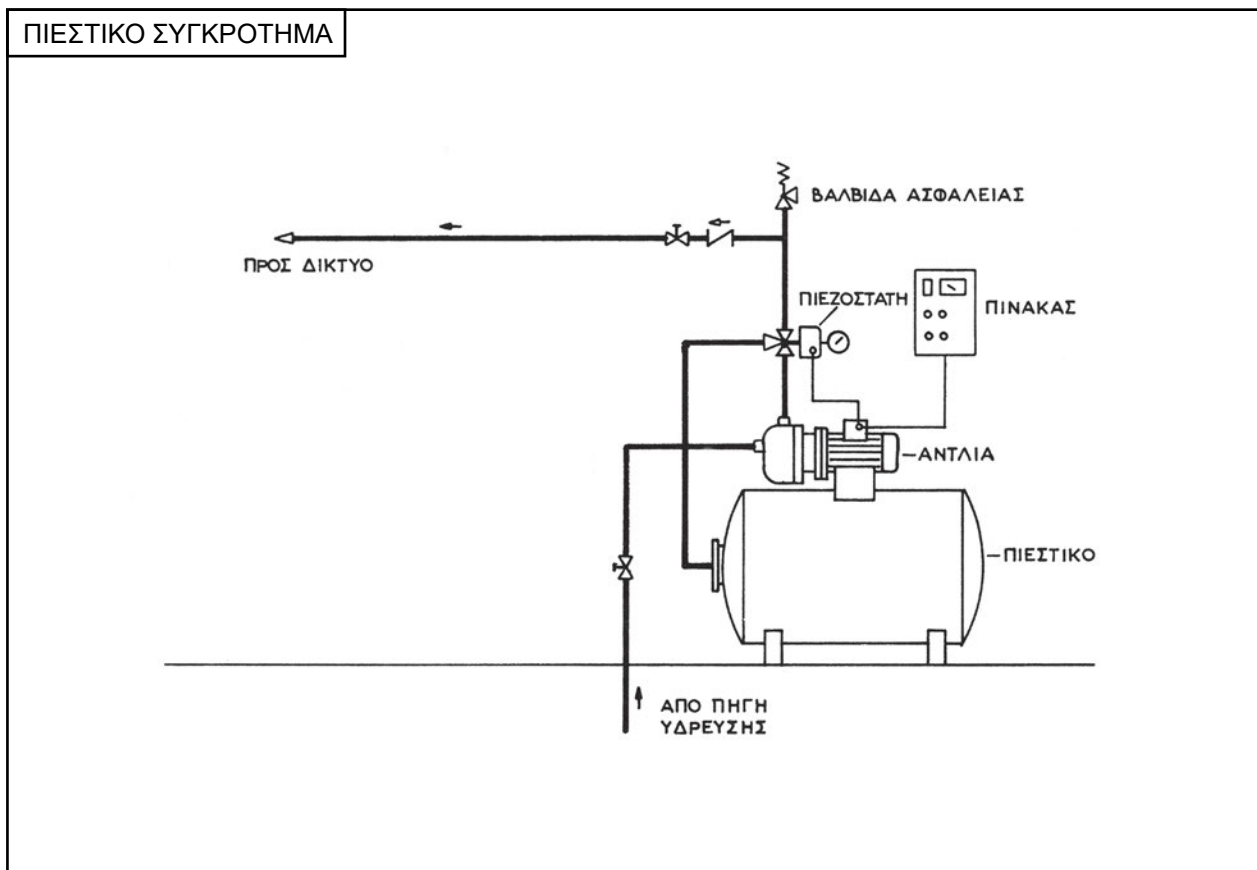 ΠΙΕΣΤΙΚΟ ΣΥΓΚΡΟΤΗΜΑ
ΒΑΛΒΙΔΑ ΑΣΦΑΛΕΙΑΣ
ΠΡΟΣ ΔΙΚΤΥΟ
ΠΙΕΖΟΣΤΑΤΗ
ΠΙΝΑΚΑΣ
ΑΝΤΛΙΑ
ΠΙΕΣΤΙΚΟ
ΑΠΟ ΠΗΓΗ
ΥΔΡΕΥΣΗΣ